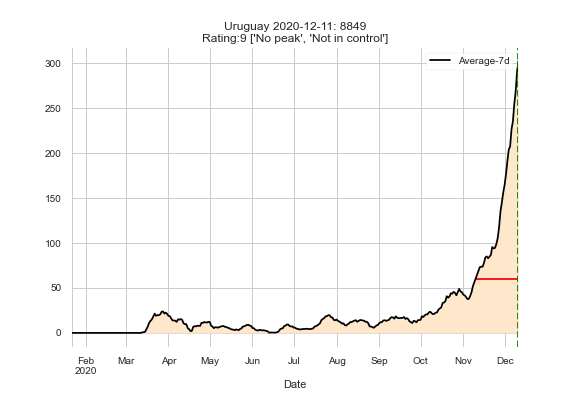 Uruguay 2020-12-11: 8849
Rating:9 ['No peak', 'Not in control']
Average-7d
300
250
200
150
100
50
0
Feb Mar Apr May Jun Jul Aug Sep Oct Nov Dec
2020
Date